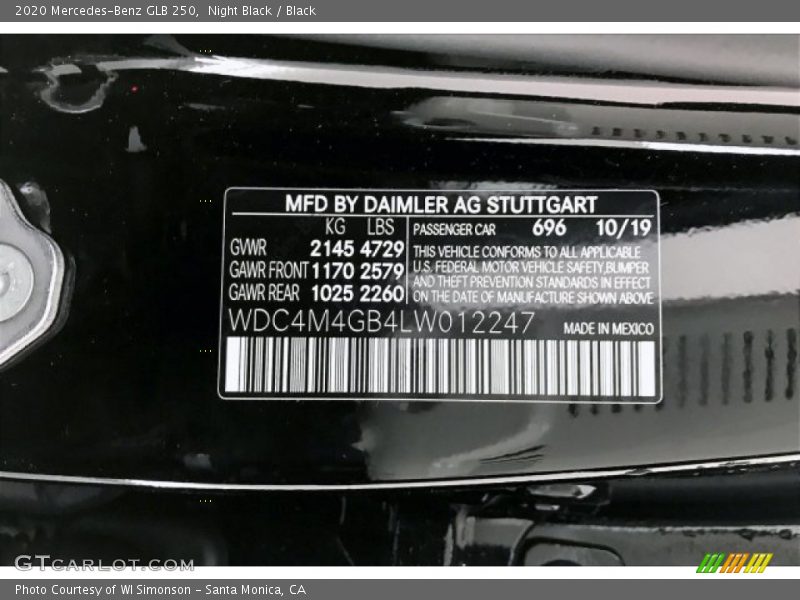 2020 Mercedes-Benz GLB 250,  Night Black / Black
MFD BY DAIMLER AG STUTTGART
KG LBS PASSENGER CAR 696 10/19
GVWR 2145 4729 THIS VEHICLE CONFORMS TO ALL APPLICABLE
GAWR FRONT 1170 2579 U.S. FEDERAL MOTOR VEHICLE SAFETY, BUMPER
AND THEFT PREVENTION STANDARDS IN EFFECT
GAWR REAR 1025 2260 ON THE DATE OF MANUFACTURE SHOWN ABOVE
WDC4M4GB4LW012247 MADE IN MEXICO
GTCARLOT.COM
Photo Courtesy of WI Simonson - Santa Monica, CA